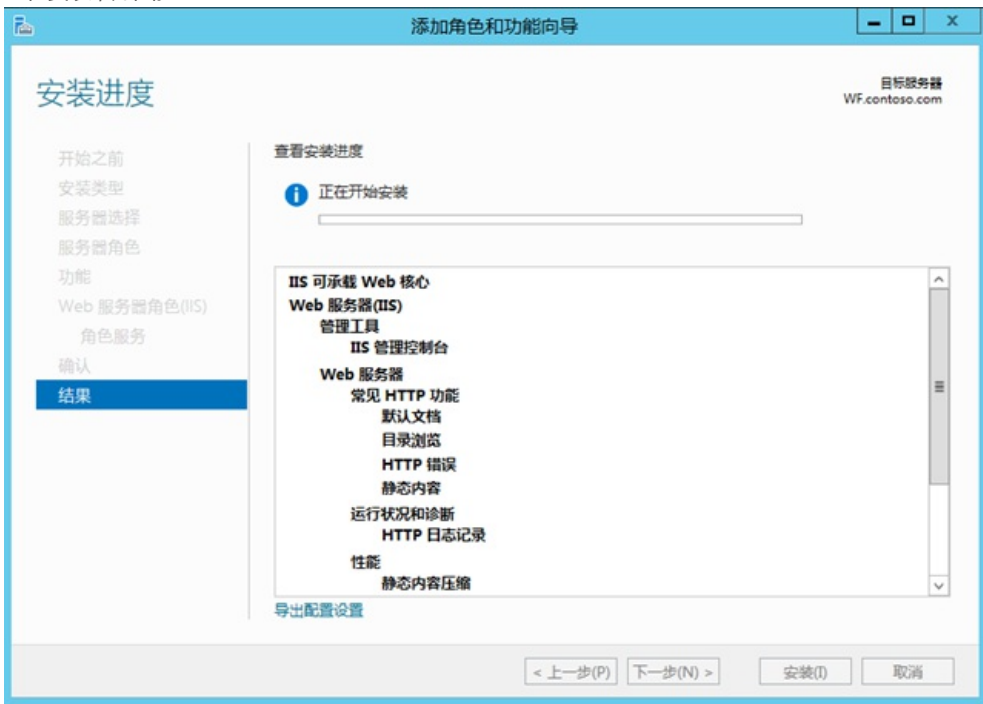 添加角色和功能向导
安装进度
目标服务器
WF.contoso.com
开始之前
安装类型
服务器选择
服务器角色
功能
Web 服务器角色(IIS)
角色服务
确认
结果
查看安装进度
正在开始安装
IIS 可承载 Web 核心
Web 服务器(IIS)
管理工具
IIS 管理控制台
Web 服务器
常见 HTTP 功能
默认文档
目录浏览
HTTP 错误
静态内容
运行状况和诊断
HTTP 日志记录
性能
静态内容压缩
导出配置设置
< 上一步(P) 下一步(N) > 安装(I) 取消